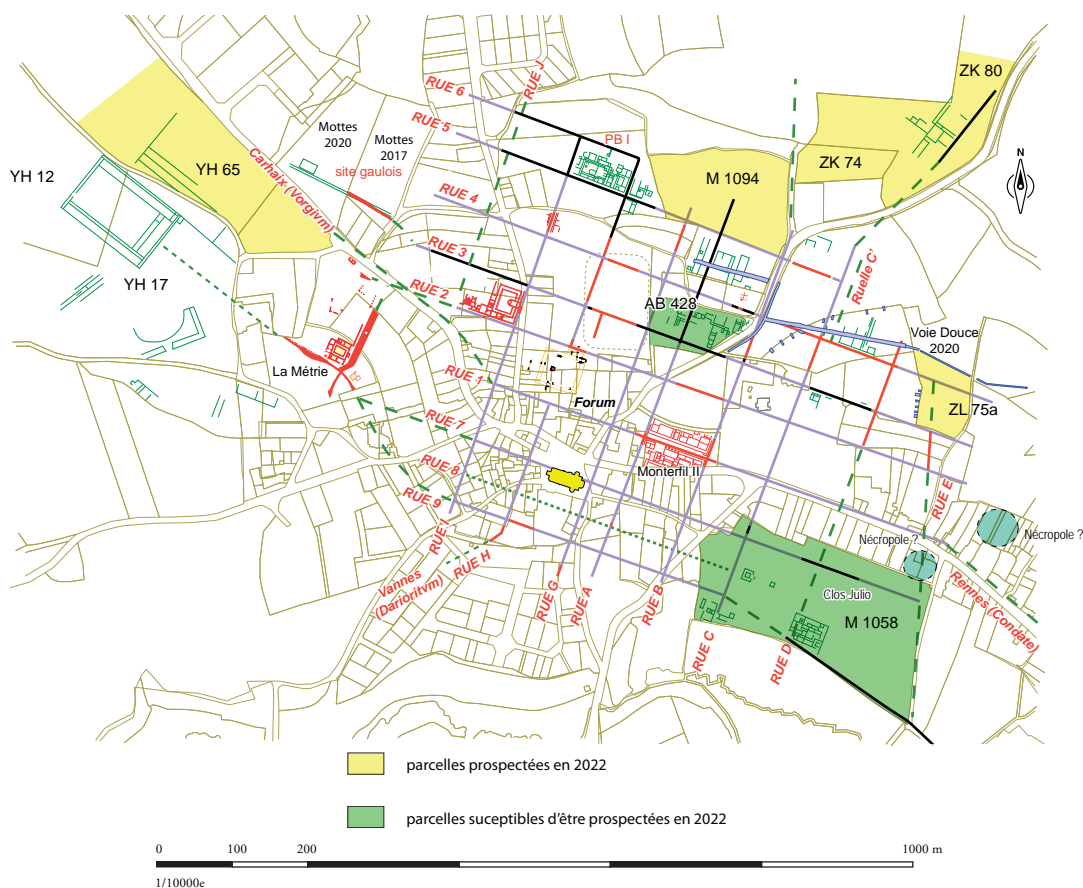 RUE 6
RUE J
ZK 80
RUE 5
Mottes
2020
PB I
Mottes
2017
YH 12
YH 65
site gaulois
ZK 74
M 1094
N
Carhaix (Vorgivm)
RUE 4
RUE 3
Ruelle C'
YH 17
RUE 2
AB 428
Voie Douce
2020
La Métrie
RUE 1
Forum
ZL 75a
RUE 7
Monterfil II
RUE 8
RUE E
RUE 9
Nécropole ?
Nécropole ?
RUE I
Vannes
(Darioritvm)
RUE H
RUE G
RUE A
RUE B
Clos Julio
Rennes (Condate)
M 1058
RUE C
RUE D
parcelles prospectées en 2022
parcelles suceptibles d'être prospectées en 2022
0 100 200 1000 m
1/10000e